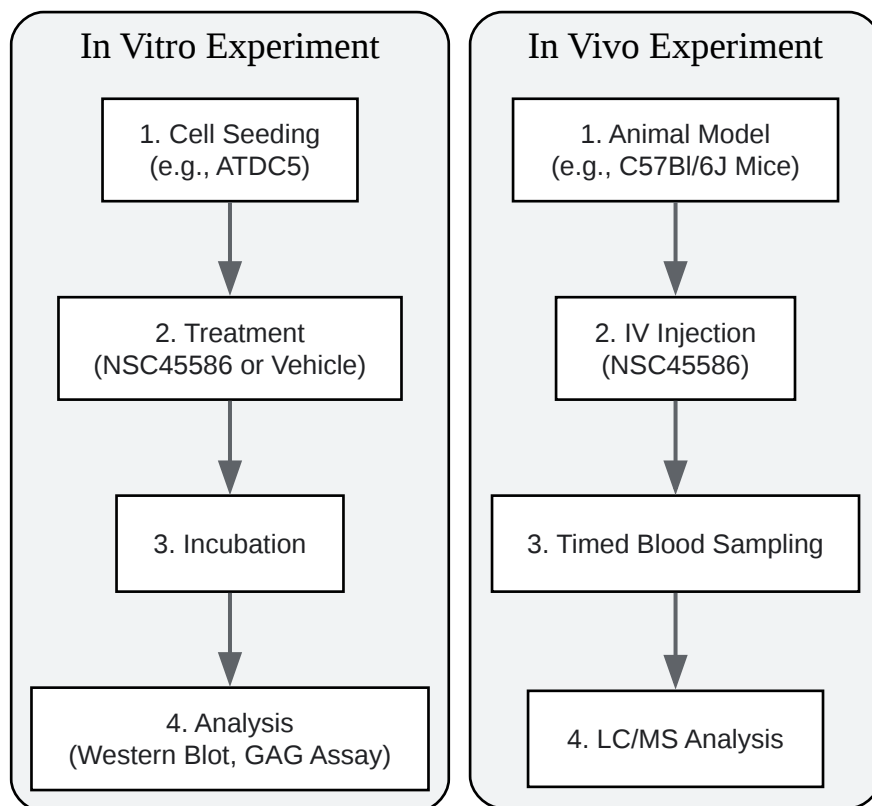 In Vitro Experiment
1. Cell Seeding
(e.g., ATDC5)
2. Treatment
(NSC45586 or Vehicle)
3. Incubation
4. Analysis
(Western Blot, GAG Assay)
In Vivo Experiment
1. Animal Model
(e.g., C57Bl/6J Mice)
2. IV Injection
(NSC45586)
3. Timed Blood Sampling
4. LC/MS Analysis